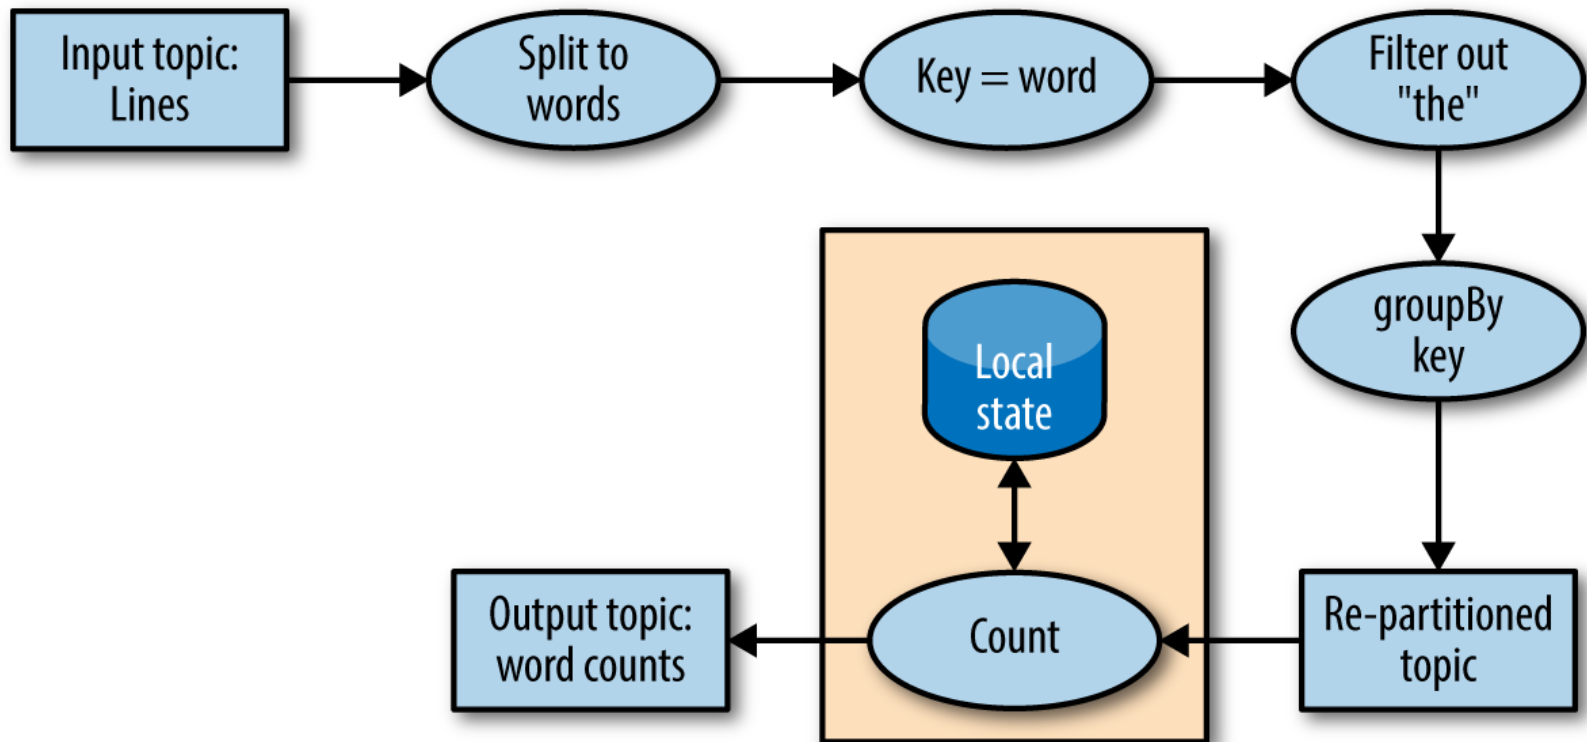 Input topic:
Lines
Split to
words
Key = word
Filter out
"the"
groupBy
key
Local
state
Output topic:
word counts
Count
Re-partitioned
topic